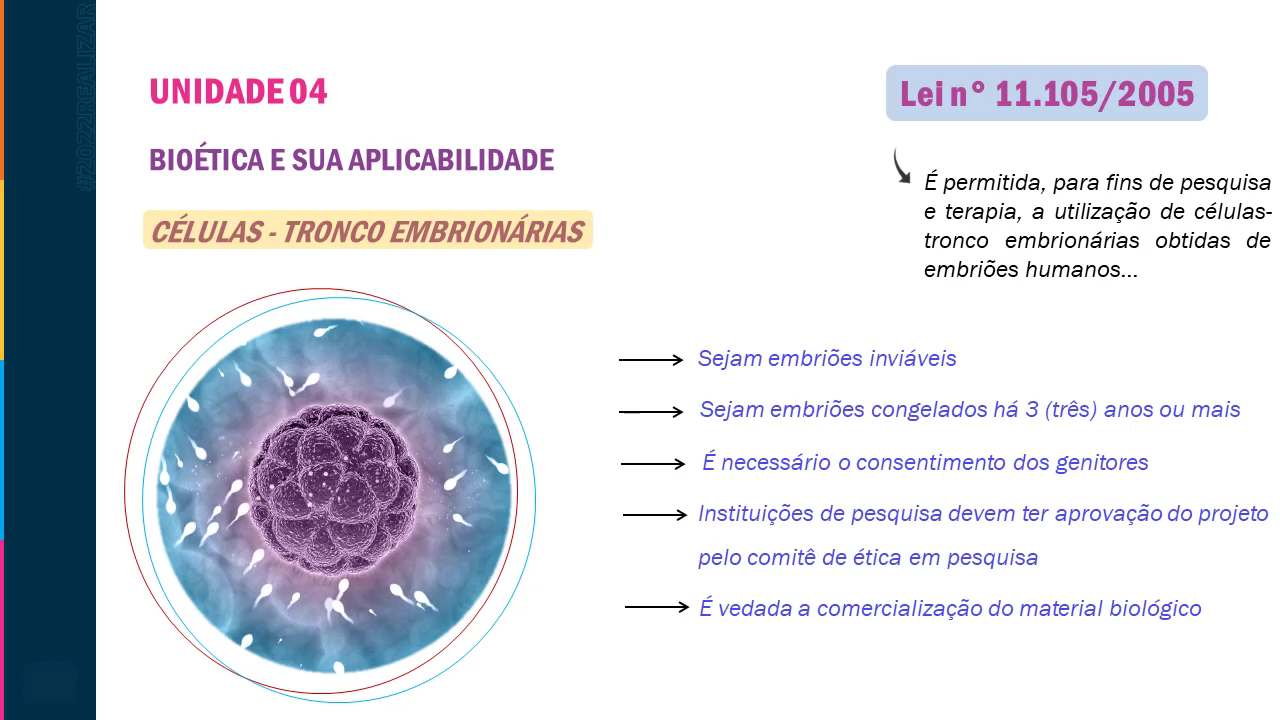 #2022REALIZAR
UNIDADE 04
BIOÉTICA E SUA APLICABILIDADE
CÉLULAS - TRONCO EMBRIONÁRIAS
Lei n° 11.105/2005
É permitida, para fins de pesquisa
e terapia, a utilização de células-
tronco embrionárias obtidas de
embriões humanos...
Sejam embriões inviáveis
Sejam embriões congelados há 3 (três) anos ou mais
É necessário o consentimento dos genitores
Instituições de pesquisa devem ter aprovação do projeto
pelo comitê de ética em pesquisa
É vedada a comercialização do material biológico